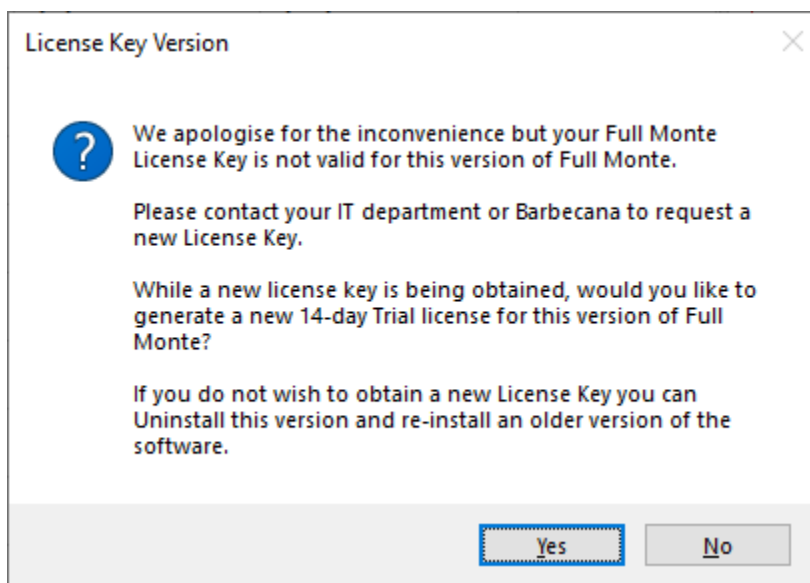 License Key Version
We apologise for the inconvenience but your Full Monte
License Key is not valid for this version of Full Monte.
Please contact your IT department or Barbecana to request a
new License Key.
While a new license key is being obtained, would you like to
generate a new 14-day Trial license for this version of Full
Monte?
If you do not wish to obtain a new License Key you can
Uninstall this version and re-install an older version of the
software.
Yes
No